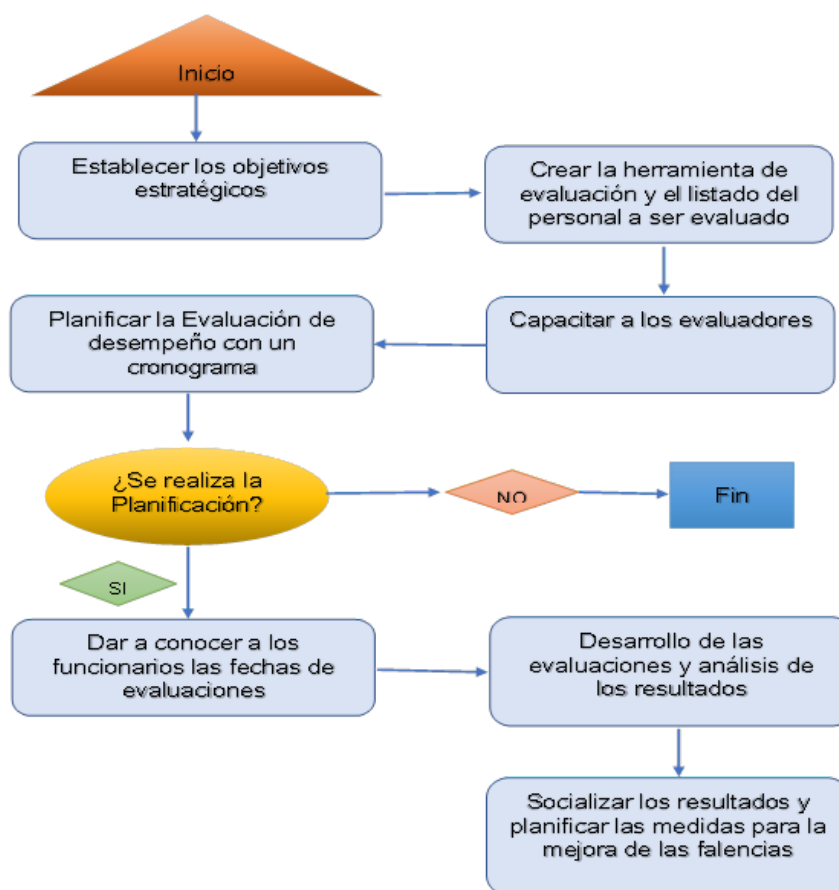 Inicio
Establecer los objetivos
estratégicos
Crear la herramienta de
evaluación y el listado del
personal a ser evaluado
Capacitar a los evaluadores
Planificar la Evaluación de
desempeño con un
cronograma
¿Se realiza la
Planificación?
NO
Fin
SI
Dar a conocer a los
funcionarios las fechas de
evaluaciones
Desarrollo de las
evaluaciones y análisis de
los resultados
Socializar los resultados y
planificar las medidas para la
mejora de las falencias